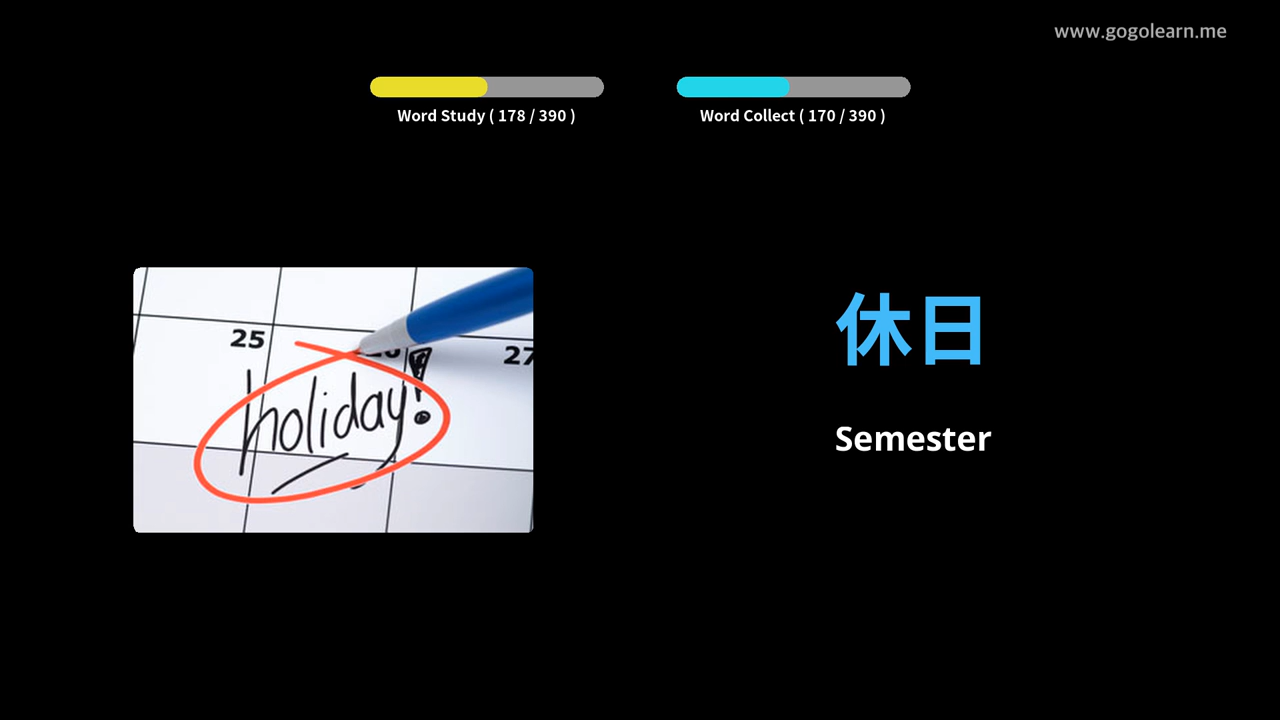 www.gogolearn.me
Word Study ( 178 / 390 )
Word Collect ( 170 / 390 )
25
27
holiday!
休日
Semester